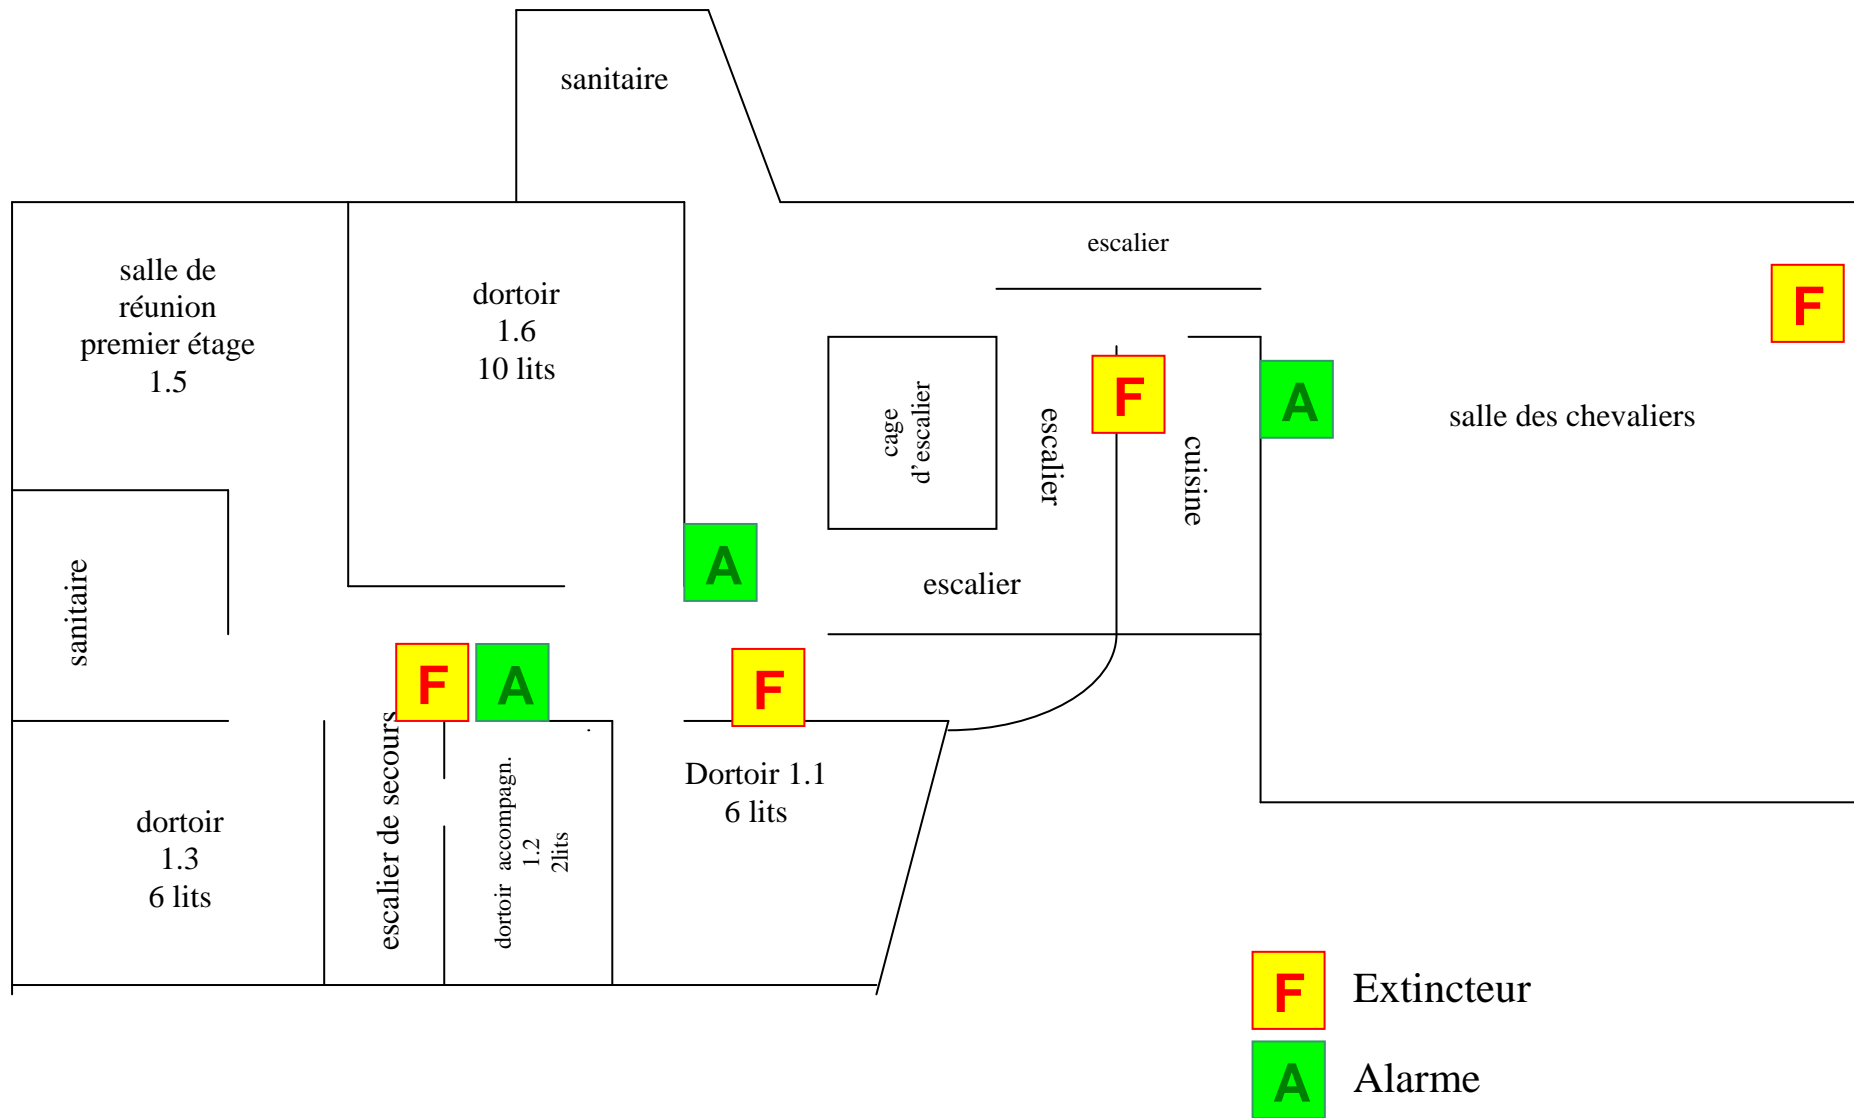 sanitaire
escalier
salle de
réunion
premier étage
1.5
dortoir
1.6
10 lits
F
F
A
salle des chevaliers
cage
d'escalier
escalier
cuisine
A
escalier
sanitaire
F
A
F
dortoir
1.3
6 lits
escalier de secours
dortoir accompagn.
1.2
2lits
Dortoir 1.1
6 lits
F Extincteur
A Alarme